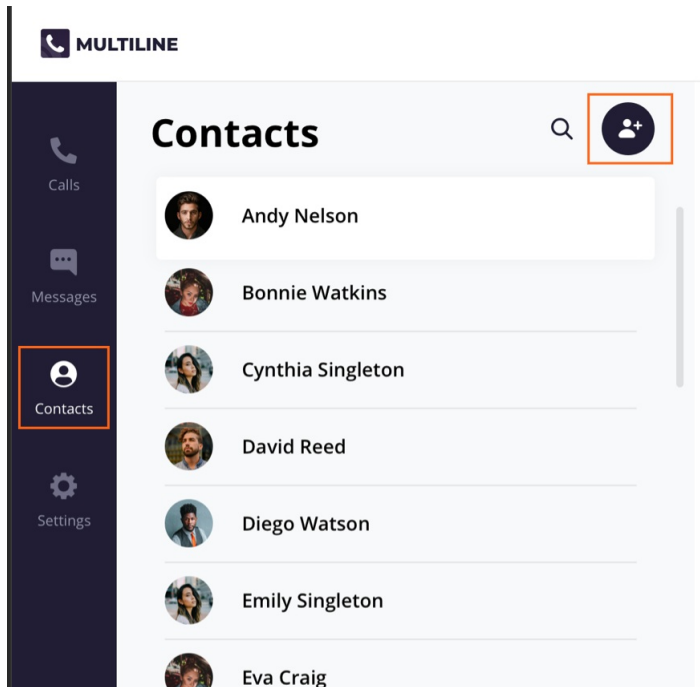 MULTILINE
Contacts
Calls
Andy Nelson
Bonnie Watkins
Messages
Cynthia Singleton
Contacts
David Reed
Diego Watson
Settings
Emily Singleton
Eva Craig